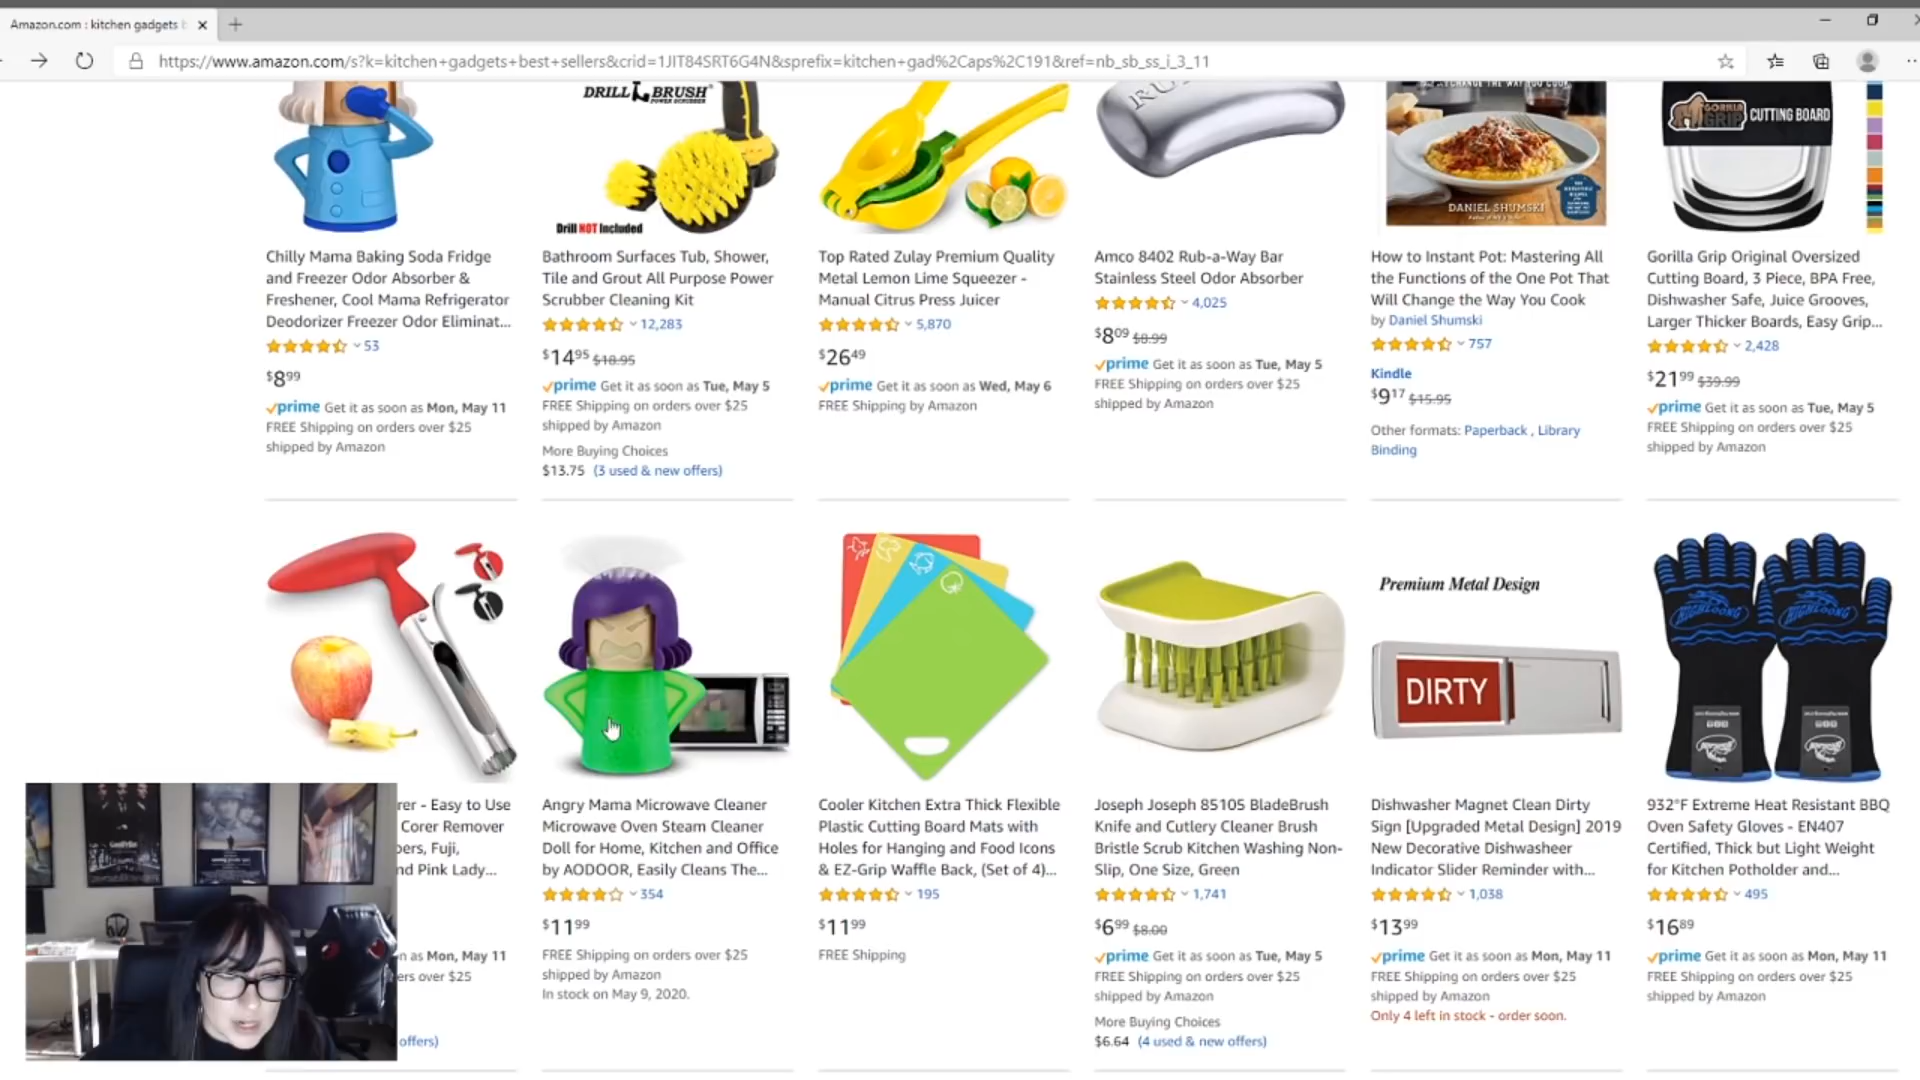 Amazon.com : kitchen gadgets
https://www.amazon.com/s?k=kitchen+gadgets+best+sellers&crid=1JIT84SRT6G4N&sprefix=kitchen+gad%2Caps%2C191&ref=nb_sb_ss_i_3_11
DRILL BRUSH
POWER SCRUBBER
Drill NOT Included
CHANGE THE WAY YOU COOK
DANIEL SHUMSKI
GORILLA GRIP
CUTTING BOARD
Chilly Mama Baking Soda Fridge
and Freezer Odor Absorber &
Freshener, Cool Mama Refrigerator
Deodorizer Freezer Odor Eliminat...
53
$8.99
prime Get it as soon as Mon, May 11
FREE Shipping on orders over $25
shipped by Amazon
Bathroom Surfaces Tub, Shower,
Tile and Grout All Purpose Power
Scrubber Cleaning Kit
12,283
$14.95 $18.95
prime Get it as soon as Tue, May 5
FREE Shipping on orders over $25
shipped by Amazon
More Buying Choices
$13.75 (3 used & new offers)
Top Rated Zulay Premium Quality
Metal Lemon Lime Squeezer -
Manual Citrus Press Juicer
5,870
$26.49
prime Get it as soon as Wed, May 6
FREE Shipping by Amazon
Amco 8402 Rub-a-Way Bar
Stainless Steel Odor Absorber
4,025
$8.09 $8.99
prime Get it as soon as Tue, May 5
FREE Shipping on orders over $25
shipped by Amazon
How to Instant Pot: Mastering All
the Functions of the One Pot That
Will Change the Way You Cook
by Daniel Shumski
757
Kindle
$9.17 $15.95
Other formats: Paperback , Library
Binding
Gorilla Grip Original Oversized
Cutting Board, 3 Piece, BPA Free,
Dishwasher Safe, Juice Grooves,
Larger Thicker Boards, Easy Grip...
2,428
$21.99 $39.99
prime Get it as soon as Tue, May 5
FREE Shipping on orders over $25
shipped by Amazon
Premium Metal Design
DIRTY
HIGHLOONG
HIGHLOONG
rer - Easy to Use
Corer Remover
pers, Fuji,
nd Pink Lady...
n as Mon, May 11
ers over $25
offers)
Angry Mama Microwave Cleaner
Microwave Oven Steam Cleaner
Doll for Home, Kitchen and Office
by AODOOR, Easily Cleans The...
354
$11.99
FREE Shipping on orders over $25
shipped by Amazon
In stock on May 9, 2020.
Cooler Kitchen Extra Thick Flexible
Plastic Cutting Board Mats with
Holes for Hanging and Food Icons
& EZ-Grip Waffle Back, (Set of 4)...
195
$11.99
FREE Shipping
Joseph Joseph 85105 BladeBrush
Knife and Cutlery Cleaner Brush
Bristle Scrub Kitchen Washing Non-
Slip, One Size, Green
1,741
$6.99 $8.00
prime Get it as soon as Tue, May 5
FREE Shipping on orders over $25
shipped by Amazon
More Buying Choices
$6.64 (4 used & new offers)
Dishwasher Magnet Clean Dirty
Sign [Upgraded Metal Design] 2019
New Decorative Dishwasheer
Indicator Slider Reminder with...
1,038
$13.99
prime Get it as soon as Mon, May 11
FREE Shipping on orders over $25
shipped by Amazon
Only 4 left in stock - order soon.
932°F Extreme Heat Resistant BBQ
Oven Safety Gloves - EN407
Certified, Thick but Light Weight
for Kitchen Potholder and...
495
$16.89
prime Get it as soon as Mon, May 11
FREE Shipping on orders over $25
shipped by Amazon